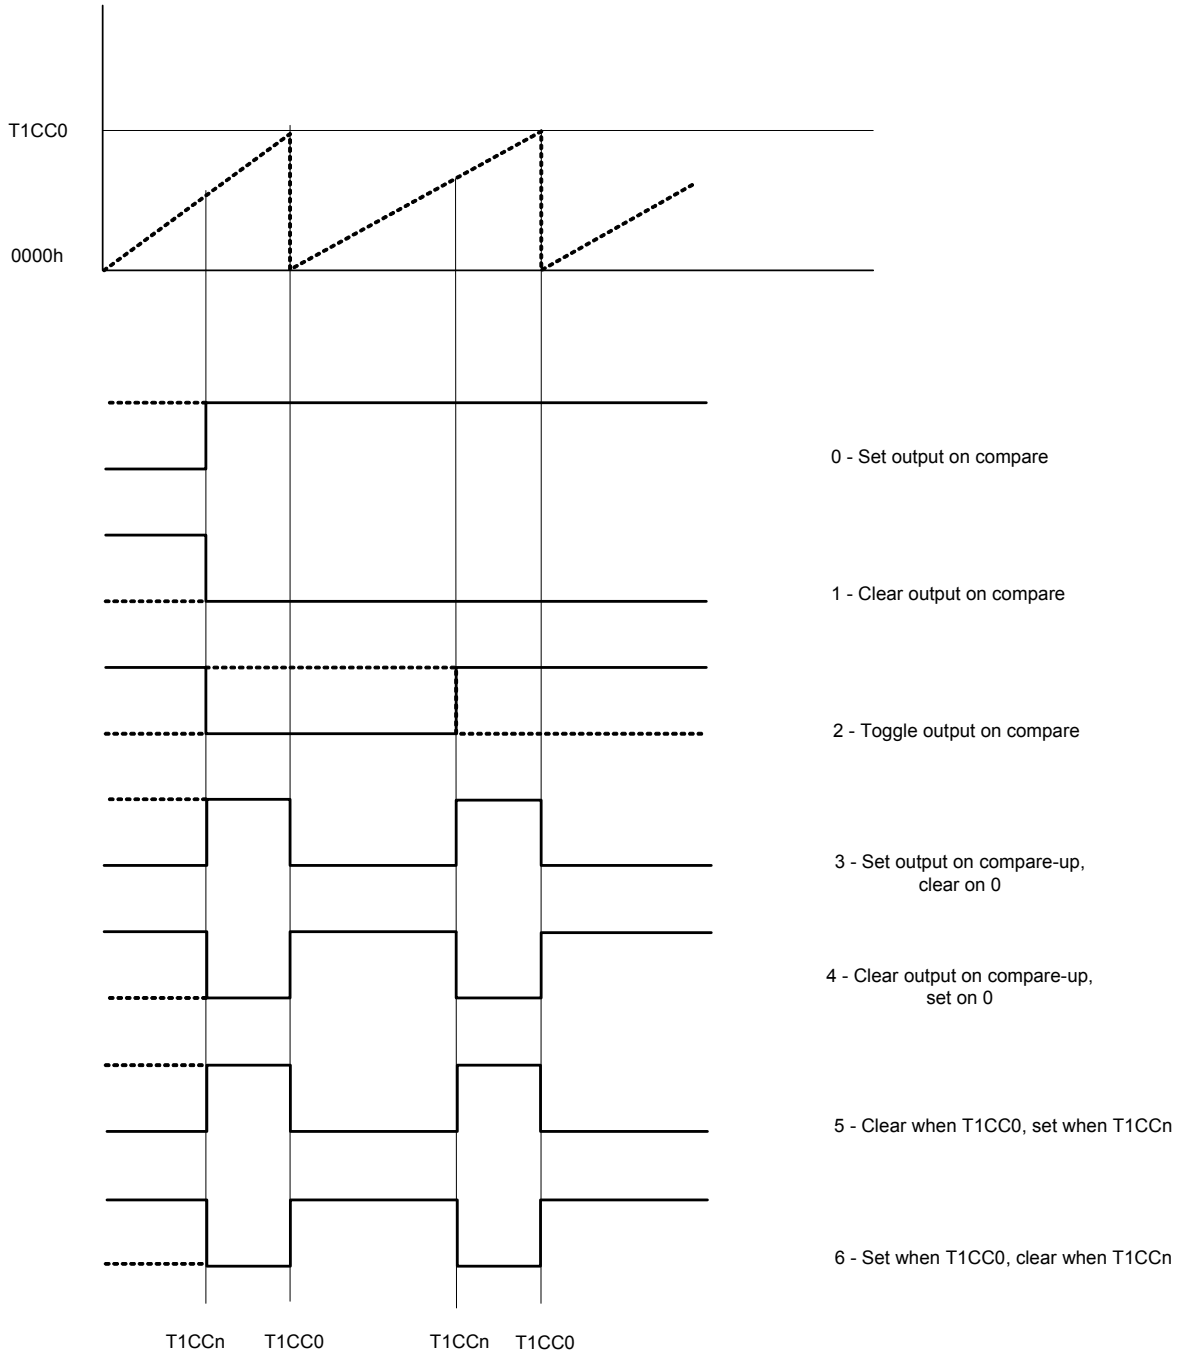 T1CC0
0000h
0 - Set output on compare
1 - Clear output on compare
2 - Toggle output on compare
3 - Set output on compare-up,
clear on 0
4 - Clear output on compare-up,
set on 0
5 - Clear when T1CC0, set when T1CCn
6 - Set when T1CC0, clear when T1CCn
T1CCn T1CC0 T1CCn T1CC0